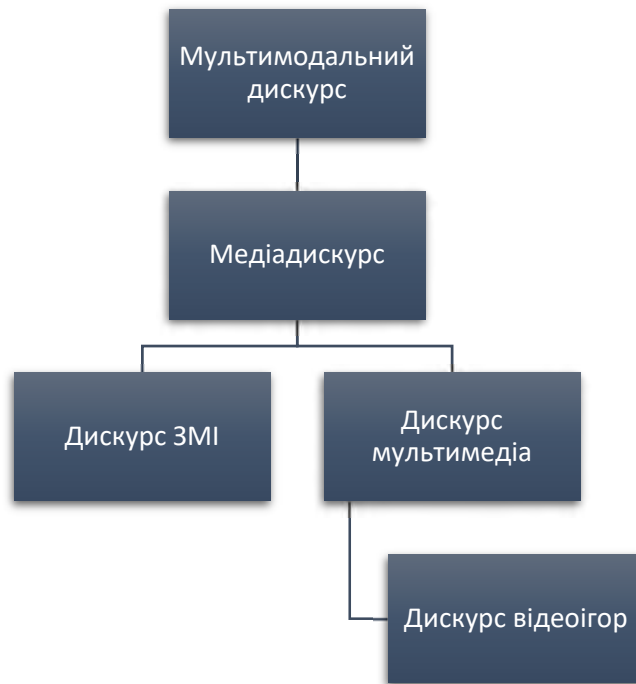 Мультимодальний
дискурс
Медіадискурс
Дискурс ЗМІ
Дискурс
мультимедіа
Дискурс відеоігор